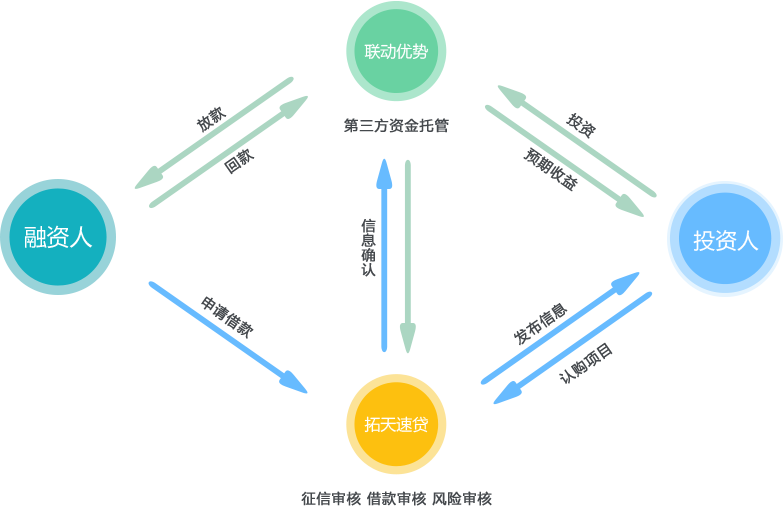 联动优势
第三方资金托管
放款
回款
投资
预期收益
融资人
信息确认
投资人
申请借款
发布信息
认购项目
拓天速贷
征信审核 借款审核 风险审核